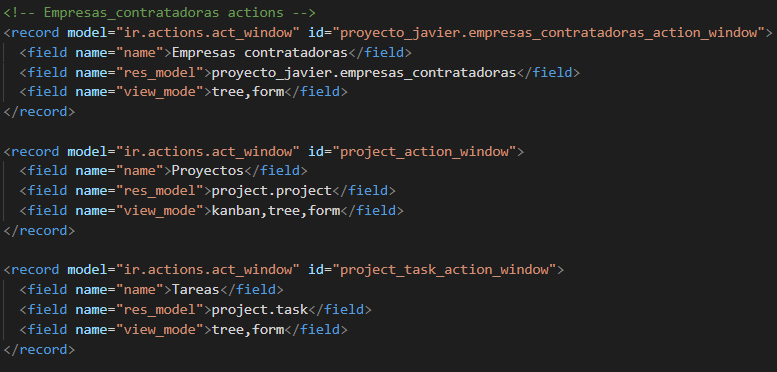 <!-- Empresas_contratadoras actions -->
<record model="ir.actions.act_window" id="proyecto_javier.empresas_contratadoras_action_window">
<field name="name">Empresas contratadoras</field>
<field name="res_model">proyecto_javier.empresas_contratadoras</field>
<field name="view_mode">tree,form</field>
</record>
<record model="ir.actions.act_window" id="project_action_window">
<field name="name">Proyectos</field>
<field name="res_model">project.project</field>
<field name="view_mode">kanban,tree,form</field>
</record>
<record model="ir.actions.act_window" id="project_task_action_window">
<field name="name">Tareas</field>
<field name="res_model">project.task</field>
<field name="view_mode">tree,form</field>
</record>